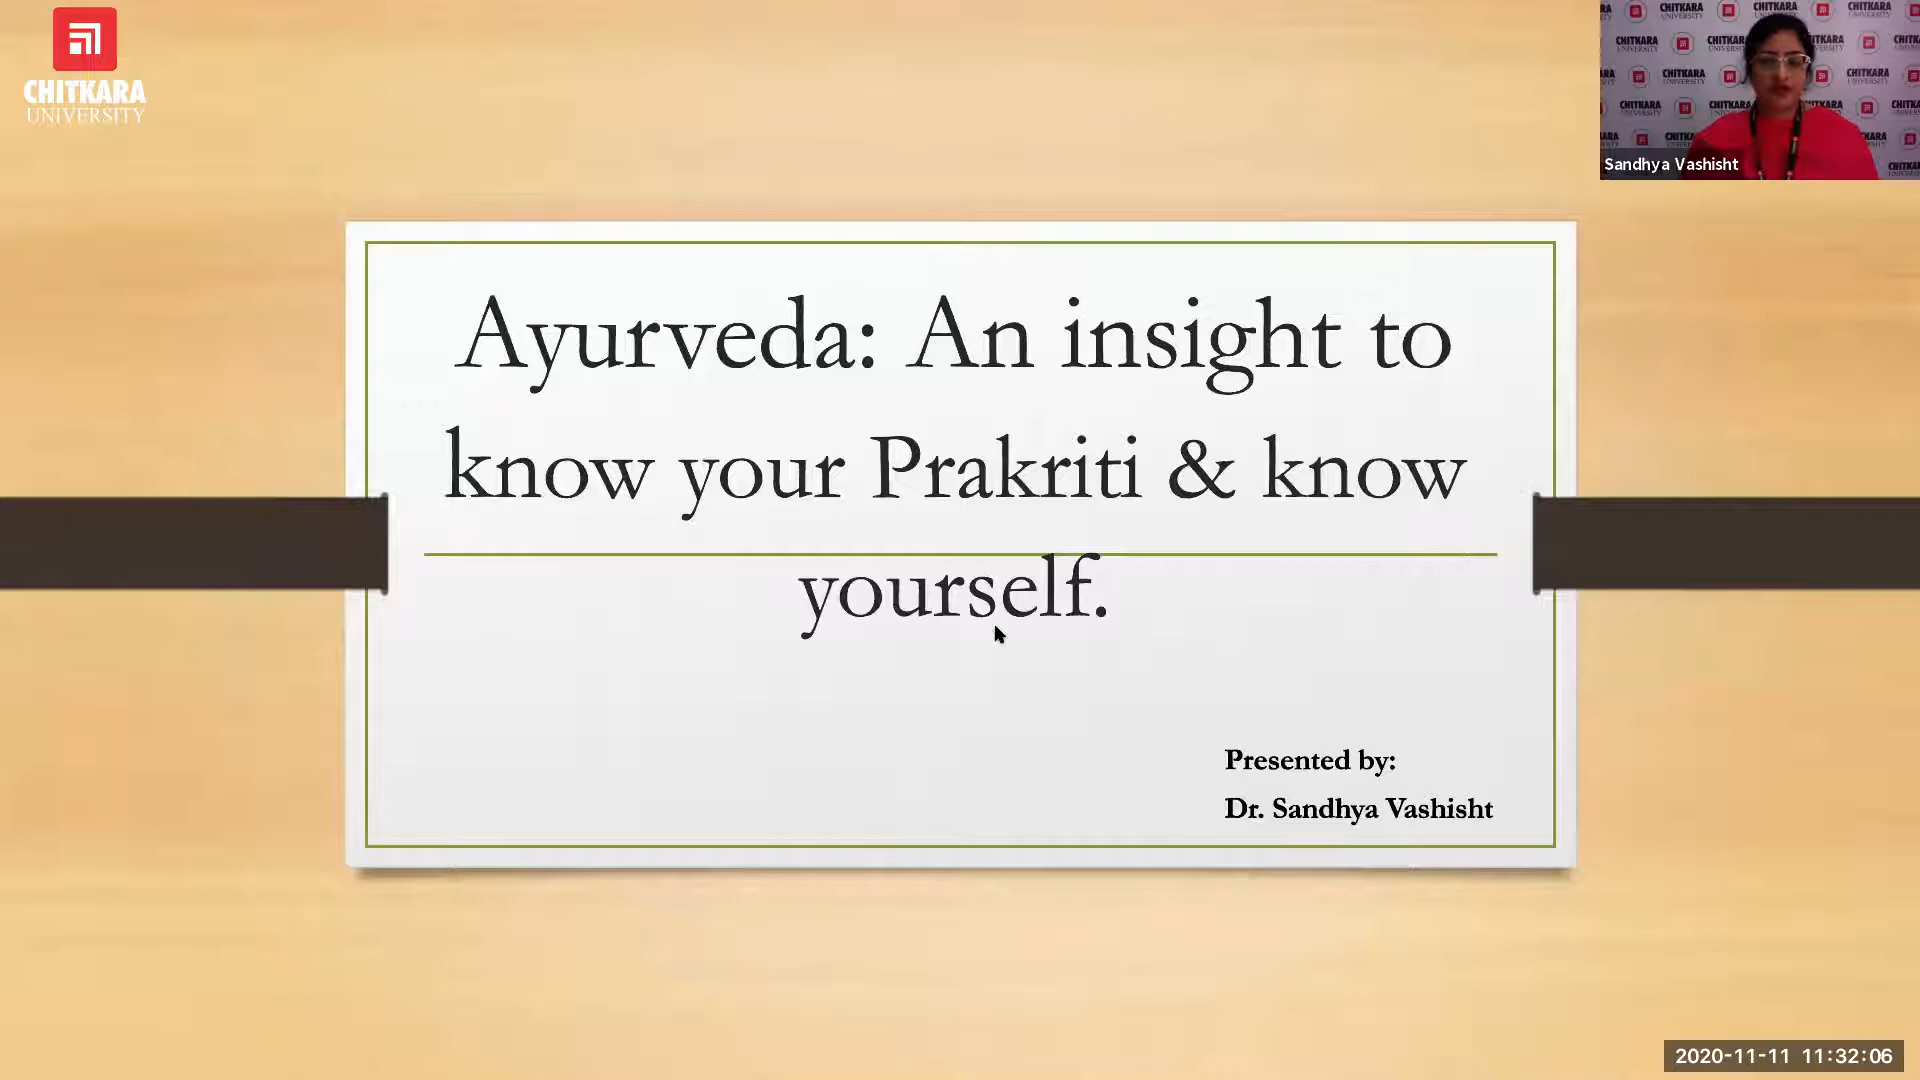 CHITKARA
UNIVERSITY
Sandhya Vashisht
Ayurveda: An insight to
know your Prakriti & know
yourself.
Presented by:
Dr. Sandhya Vashisht
2020-11-11 11:32:06